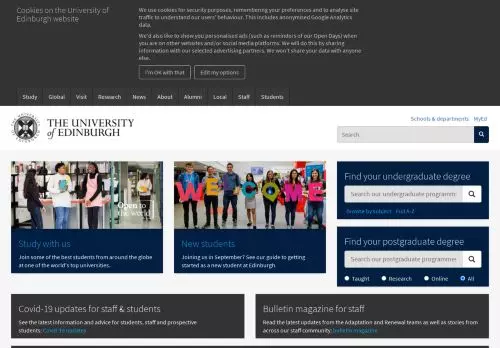 Cookies on the University of
Edinburgh website
We use cookies for security purposes, remembering your preferences and to analyse site
traffic to understand our users' behaviour. This includes anonymised Google Analytics
data.
We'd also like to show you personalised ads (such as reminders of our Open Days) when
you are on other websites and/or social media platforms. We will do this by sharing
information with our selected advertising partners. We won't share your data with anyone
else.
I'm OK with that
Edit my options
Study Global Visit Research News About Alumni Local Staff Students
THE UNIVERSITY
of EDINBURGH
Schools & departments MyEd
Search
Open to
the world
WELCOME
Study with us
Join some of the best students from around the globe
at one of the world's top universities.
New students
Joining us in September? See our guide to getting
started as a new student at Edinburgh.
Find your undergraduate degree
Search our undergraduate programme
Browse by subject Find A-Z
Find your postgraduate degree
Search our postgraduate programme
Taught Research Online All
Covid-19 updates for staff & students
See the latest information and advice for students, staff and prospective
students: Covid-19 updates
Bulletin magazine for staff
Read the latest updates from the Adaptation and Renewal teams as well as stories from
across our staff community: bulletin magazine